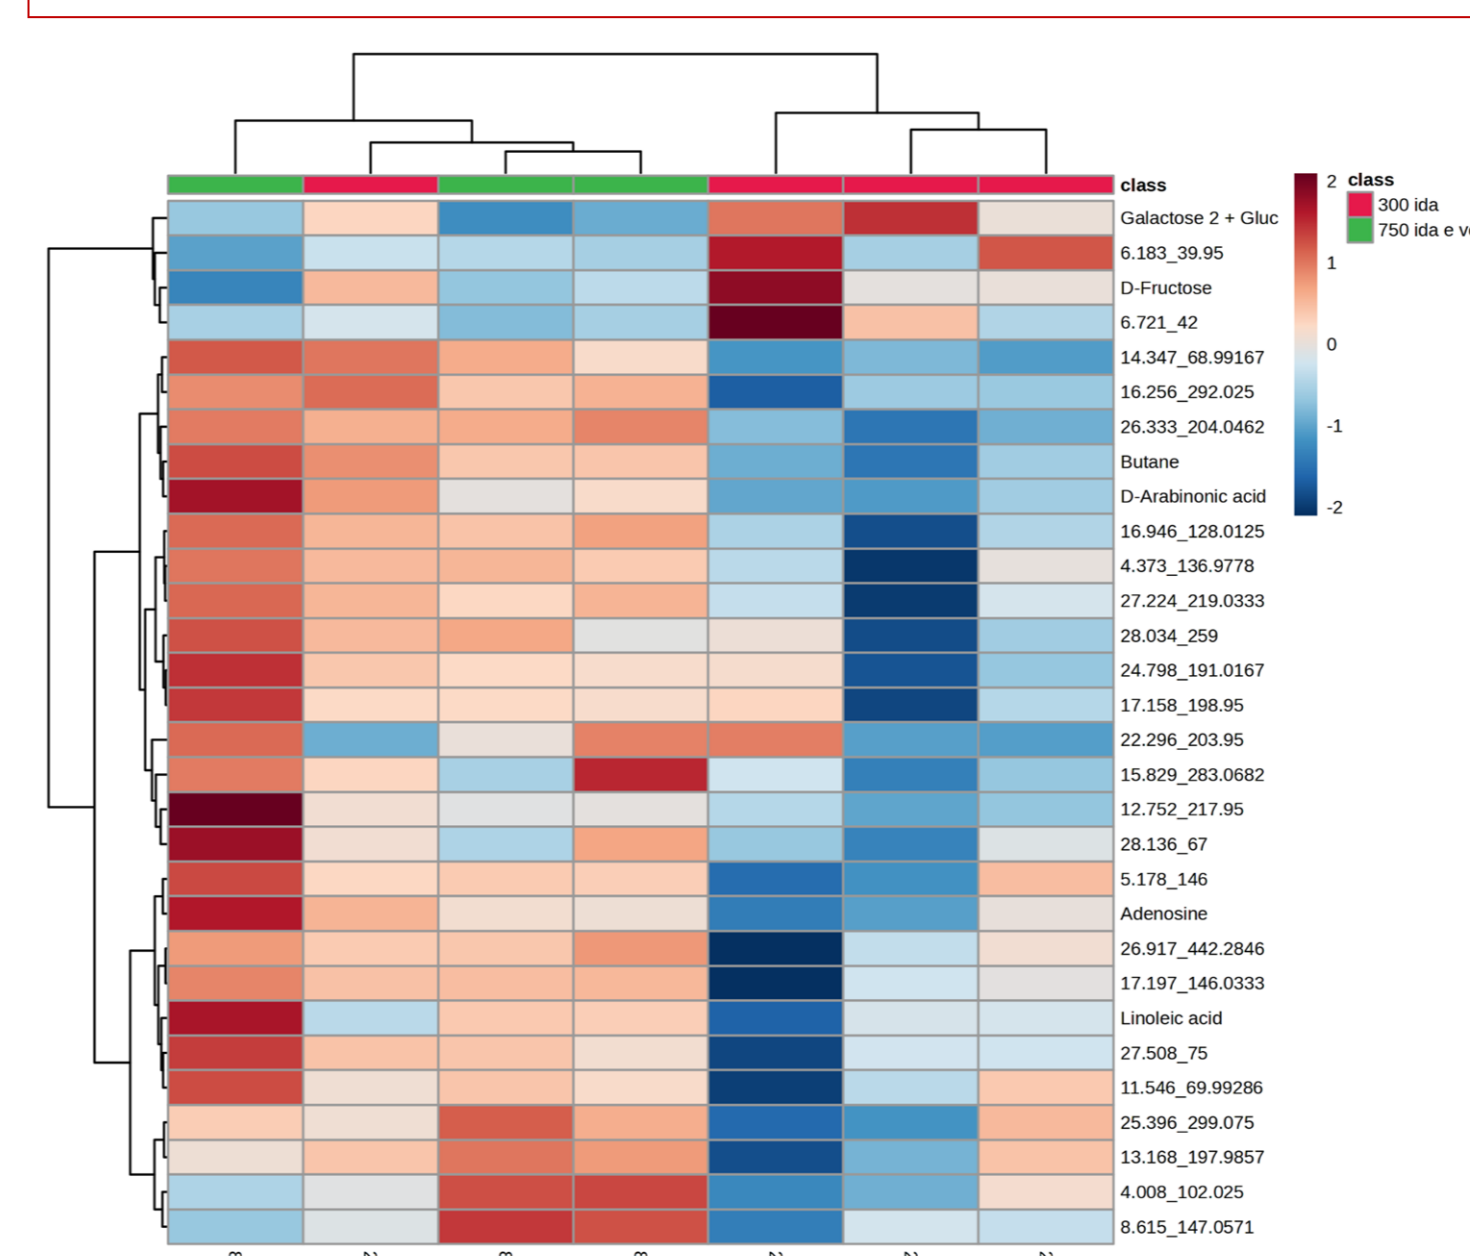 class
Galactose 2 + Gluc
6.183_39.95
D-Fructose
6.721_42
14.347_68.99167
16.256_292.025
26.333_204.0462
Butane
D-Arabinonic acid
16.946_128.0125
4.373_136.9778
27.224_219.0333
28.034_259
24.798_191.0167
17.158_198.95
22.296_203.95
15.829_283.0682
12.752_217.95
28.136_67
5.178_146
Adenosine
26.917_442.2846
17.197_146.0333
Linoleic acid
27.508_75
11.546_69.99286
25.396_299.075
13.168_197.9857
4.008_102.025
8.615_147.0571
2
1
0
-1
-2
class
300 ida
750 ida e